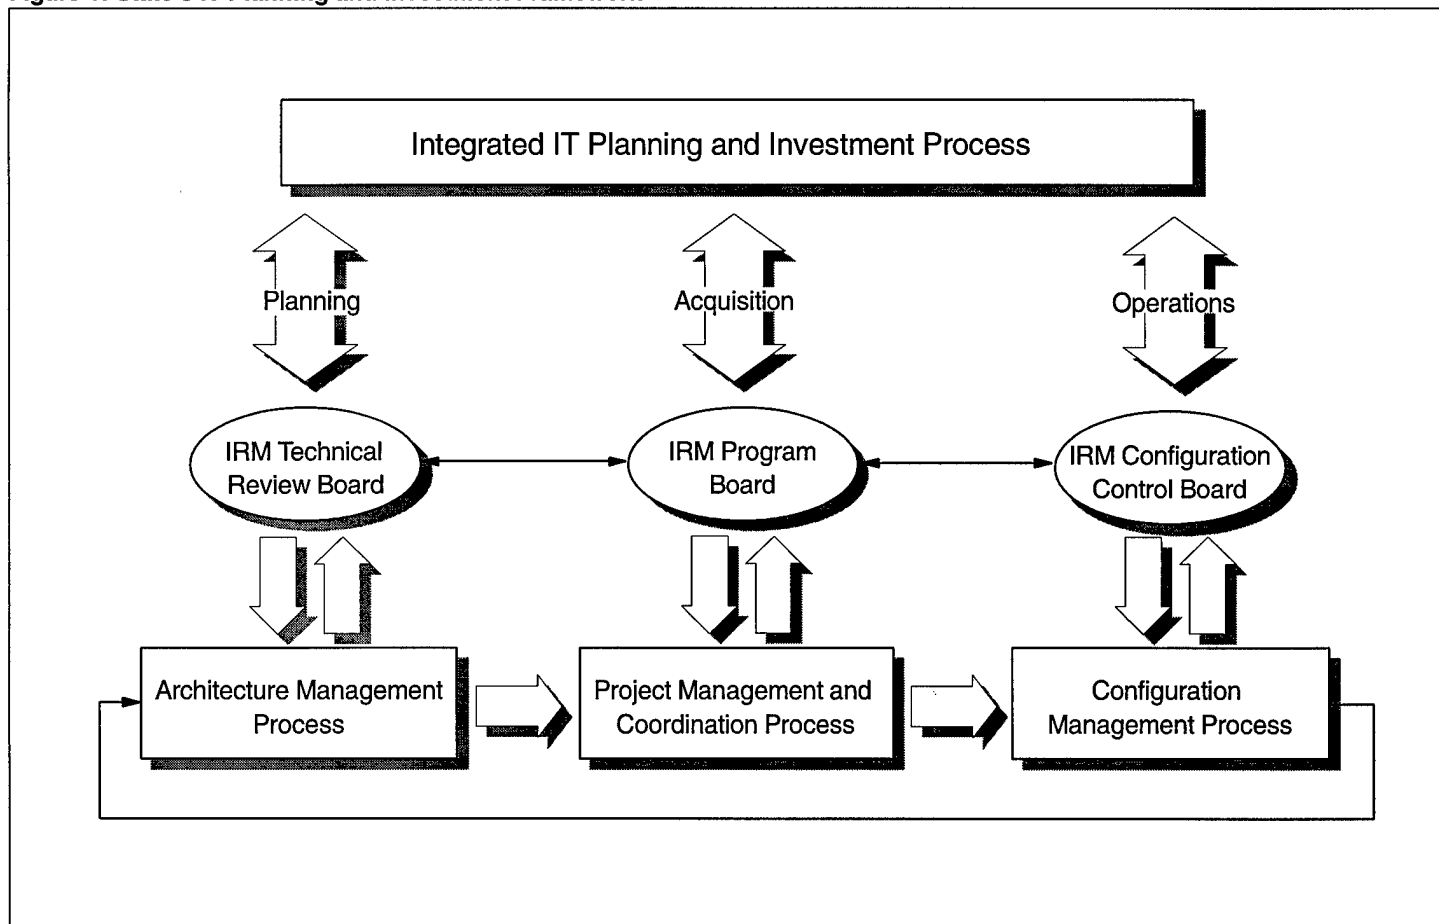 Integrated IT Planning and Investment Process
Planning
Acquisition
Operations
IRM Technical
Review Board
IRM Program
Board
IRM Configuration
Control Board
Architecture Management
Process
Project Management and
Coordination Process
Configuration
Management Process